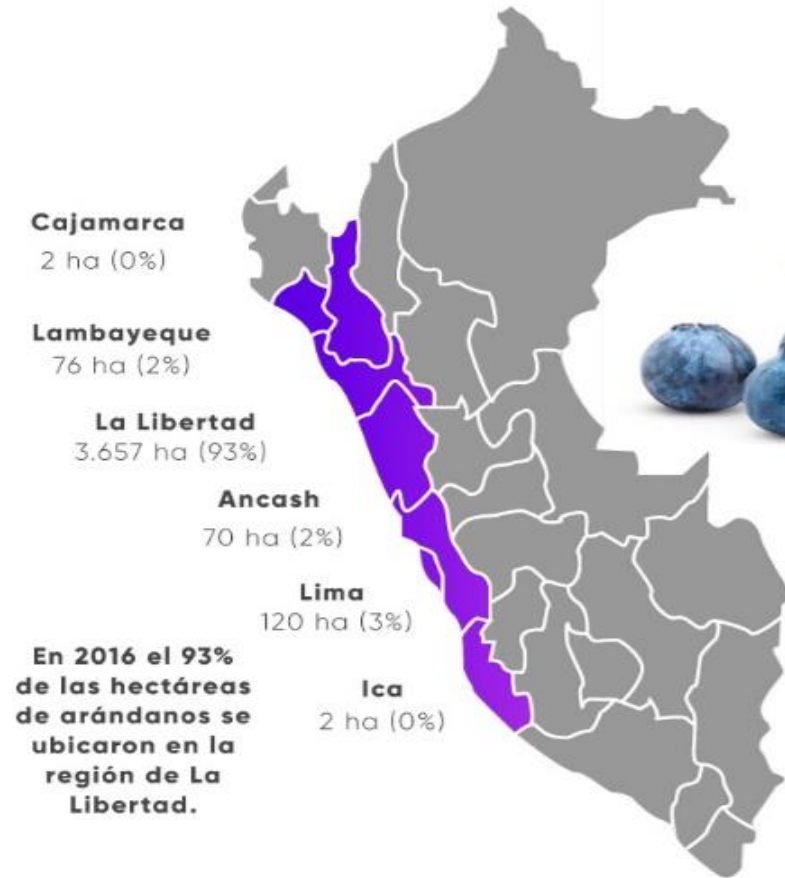 Cajamarca
2 ha (0%)
Lambayeque
76 ha (2%)
La Libertad
3.657 ha (93%)
Ancash
70 ha (2%)
Lima
120 ha (3%)
Ica
2 ha (0%)
En 2016 el 93%
de las hectáreas
de arándanos se
ubicaron en la
región de La
Libertad.